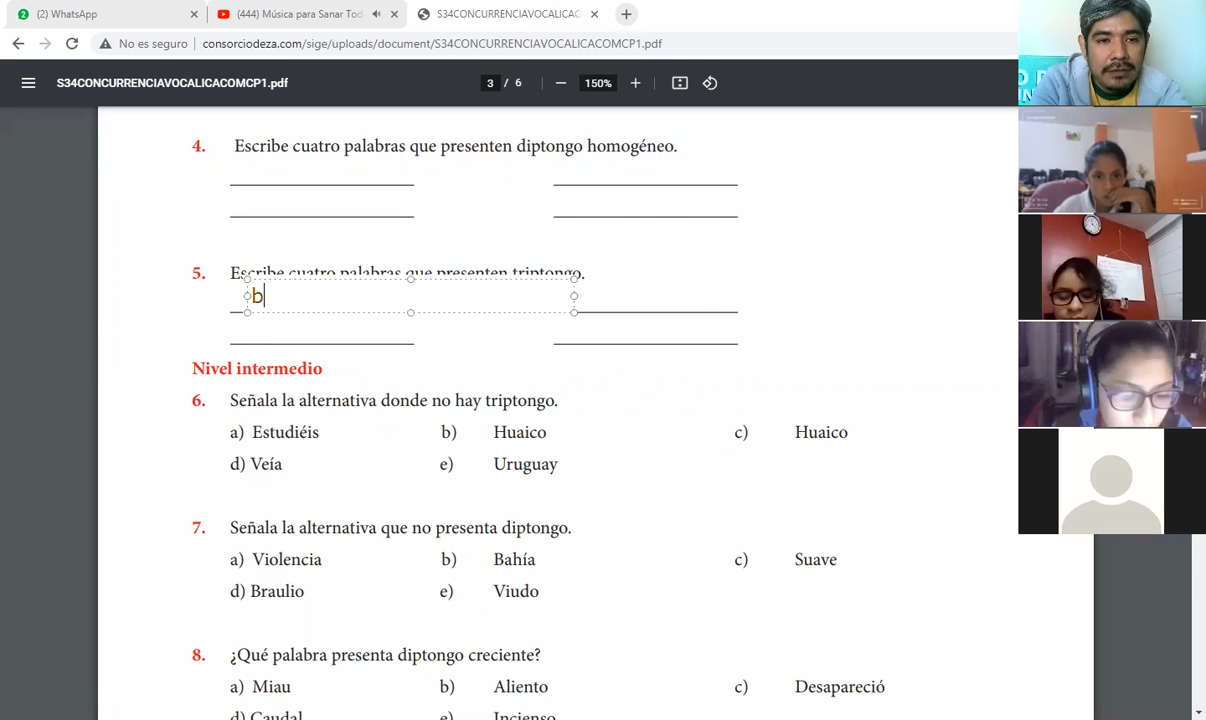 (2) WhatsApp
(444) Música para Sanar Tod
S34CONCURRENCIAVOCALICAC
No es seguro
consorciodeza.com/sige/uploads/document/S34CONCURRENCIAVOCALICACOMCP1.pdf
S34CONCURRENCIAVOCALICACOMCP1.pdf
3 / 6
150%
4. Escribe cuatro palabras que presenten diptongo homogéneo.
5. Escribe cuatro palabras que presenten triptongo.
b
Nivel intermedio
6. Señala la alternativa donde no hay triptongo.
a) Estudiéis b) Huaico c) Huaico
d) Veía e) Uruguay
7. Señala la alternativa que no presenta diptongo.
a) Violencia b) Bahía c) Suave
d) Braulio e) Viudo
8. ¿Qué palabra presenta diptongo creciente?
a) Miau b) Aliento c) Desapareció
d) Caudal e) Incienso